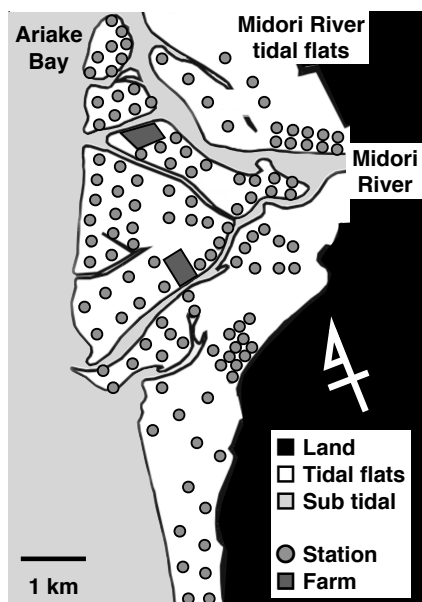 Ariake
Bay
Midori River
tidal flats
Midori
River
Land
Tidal flats
Sub tidal
Station
Farm
1 km